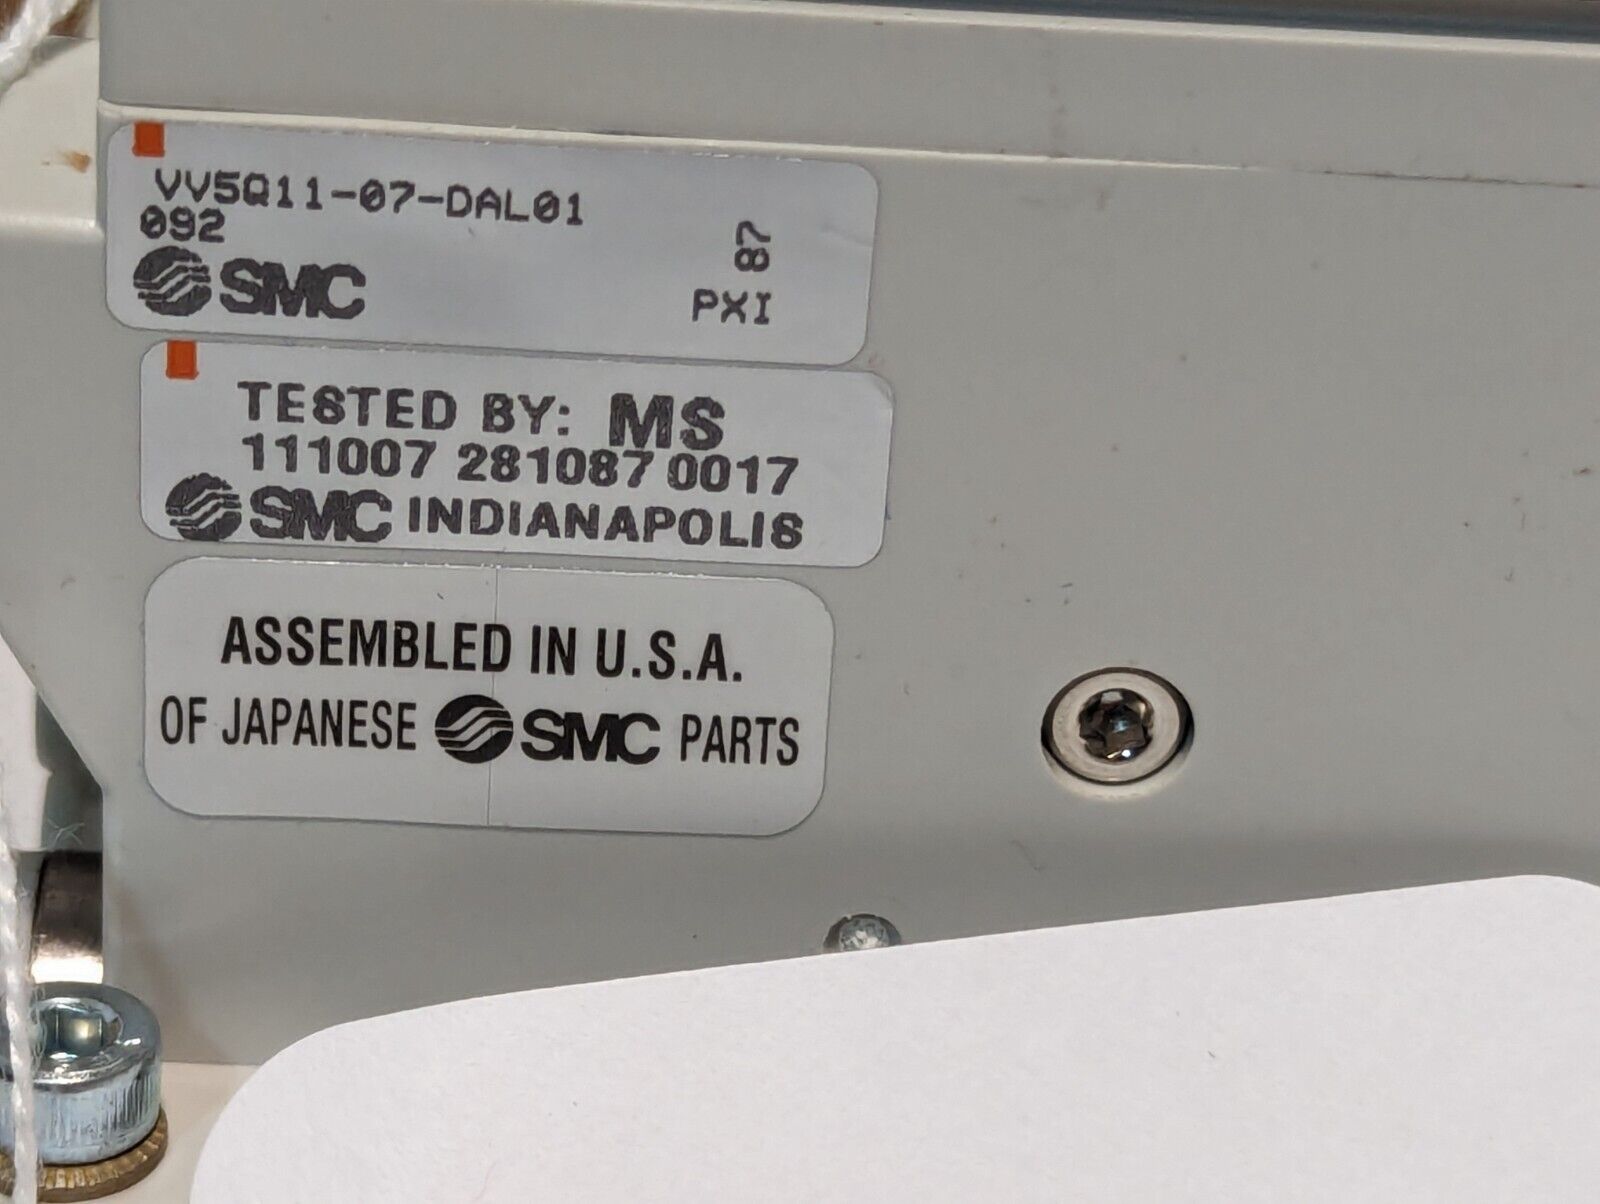 VV5Q11-07-DAL01
092
87
SMC
PXI
TESTED BY: MS
111007 281087 0017
SMC INDIANAPOLIS
ASSEMBLED IN U.S.A.
OF JAPANESE SMC PARTS